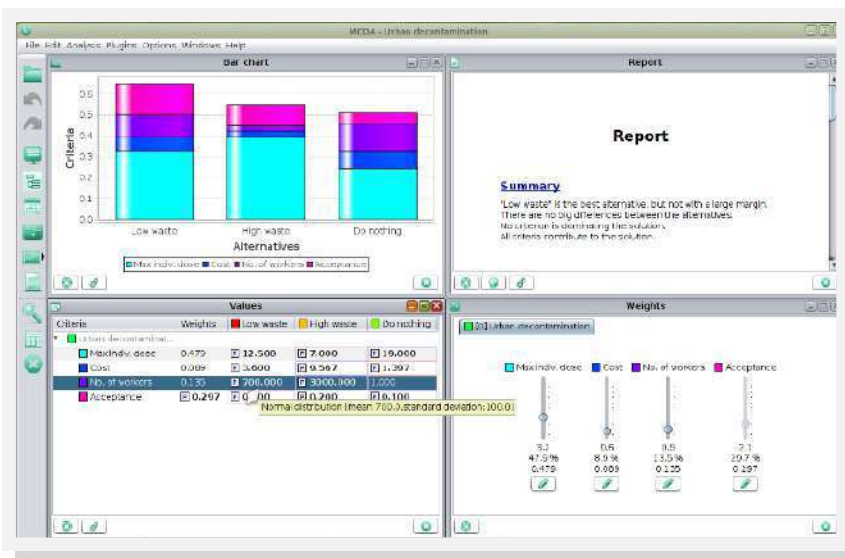 MCDA - Urban decontamination
File Edit Analysis Plugins Options Windows Help
Bar chart
Criteria
0.6
0.5
0.4
0.3
0.2
0.1
0.0
Low waste High waste Do nothing
Alternatives
Max indiv. dose Cost No. of workers Acceptance
Report
Report
Summary
"Low waste" is the best alternative, but not with a large margin.
There are no big differences between the alternatives.
No criterion is dominating the solution.
All criteria contribute to the solution.
Values
Criteria Weights Low waste High waste Do nothing
Urban decontaminat...
Max indiv. dose 0.479 F 12.500 F 7.000 F 19.000
Cost 0.089 F 3.600 F 9.567 F 1.397
No. of workers 0.135 F 700.000 F 3000.000 1.000
Acceptance F 0.297 F 0.200 F 0.100
Normal distribution [mean: 700.0, standard deviation: 100.0]
Weights
[0] Urban decontamination
Max indiv. dose Cost No. of workers Acceptance
3.2 0.6 0.9 2.1
47.9% 8.9% 13.5% 29.7%
0.479 0.089 0.135 0.297